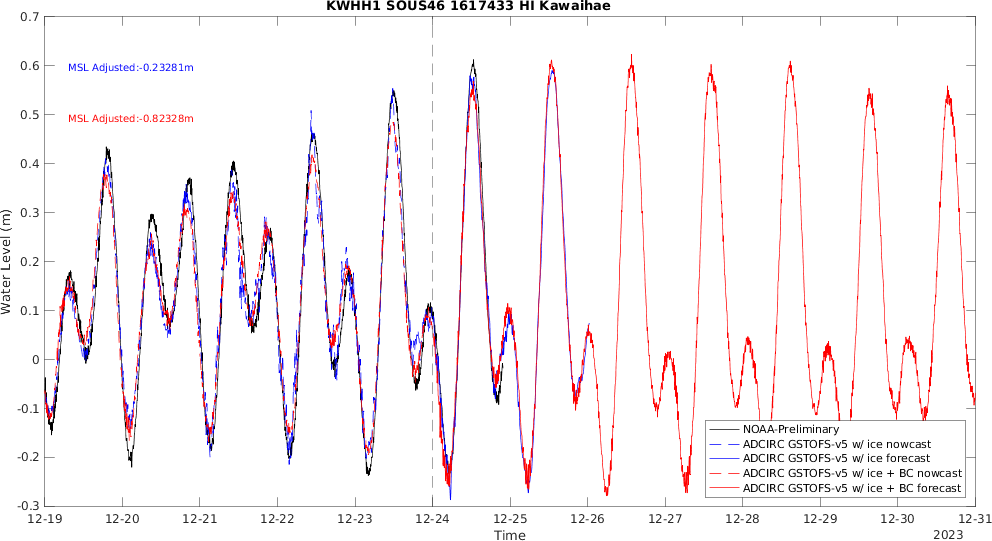 KWHH1 SOUS46 1617433 HI Kawaihae
0.7
0.6
0.5
0.4
0.3
0.2
0.1
0
-0.1
-0.2
-0.3
Water Level (m)
MSL Adjusted:-0.23281m
MSL Adjusted:-0.82328m
NOAA-Preliminary
ADCIRC GSTOFS-v5 w/ ice nowcast
ADCIRC GSTOFS-v5 w/ ice forecast
ADCIRC GSTOFS-v5 w/ ice + BC nowcast
ADCIRC GSTOFS-v5 w/ ice + BC forecast
12-19 12-20 12-21 12-22 12-23 12-24 12-25 12-26 12-27 12-28 12-29 12-30 12-31
Time
2023